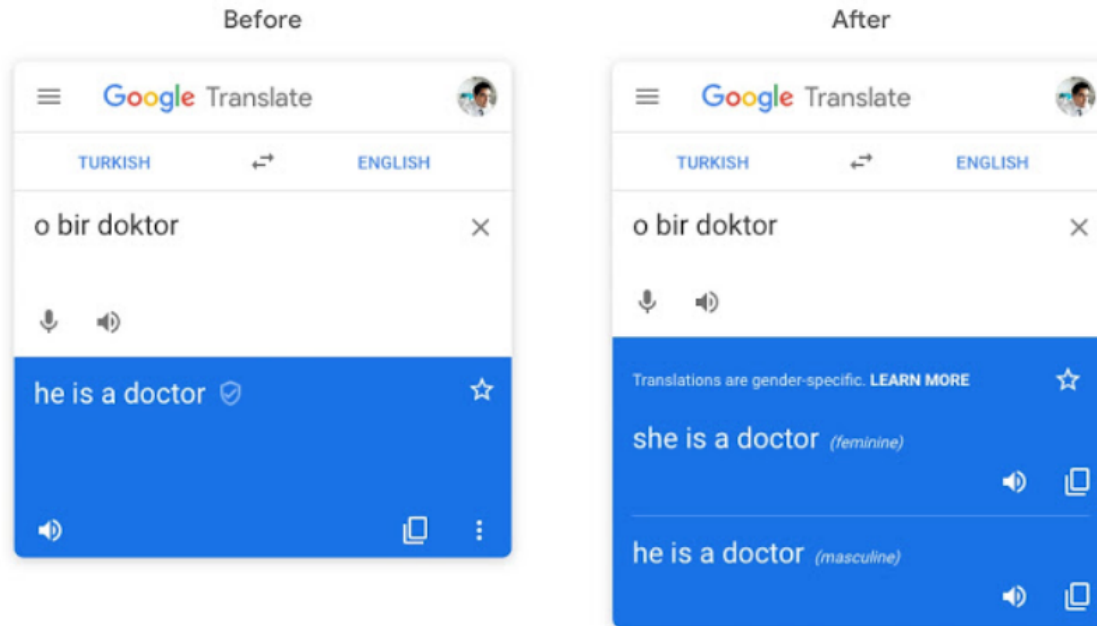 Before
Google Translate
TURKISH ENGLISH
o bir doktor
he is a doctor
After
Google Translate
TURKISH ENGLISH
o bir doktor
Translations are gender-specific. LEARN MORE
she is a doctor (feminine)
he is a doctor (masculine)